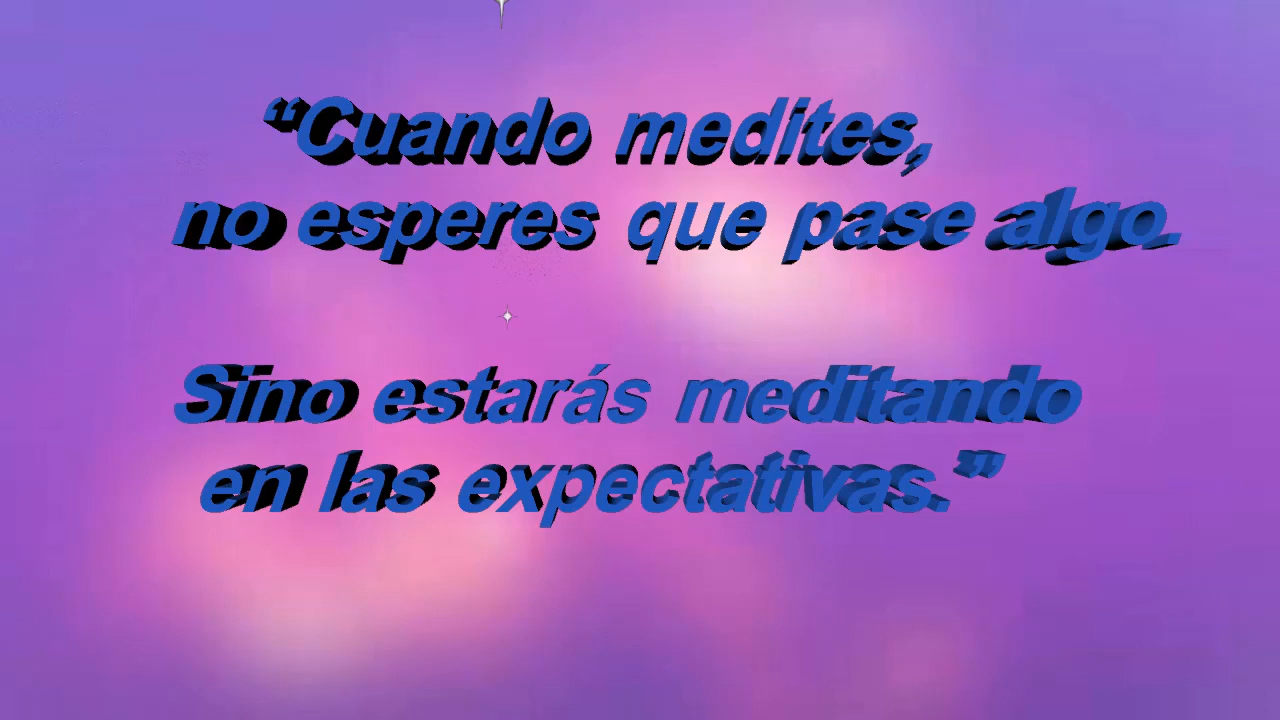 “Cuando medites,
no esperes que pase algo.
Sino estarás meditando
en las expectativas.”